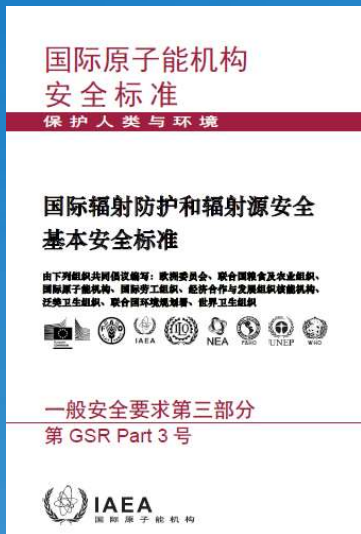 国际原子能机构
安全标准
保护人类与环境
国际辐射防护和辐射源安全
基本安全标准
由下列组织共同倡议编写：欧洲委员会、联合国粮食及农业组织、
国际原子能机构、国际劳工组织、经济合作与发展组织核能机构、
泛美卫生组织、联合国环境规划署、世界卫生组织
IAEA
NEA
PAHO
UNEP
WHO
一般安全要求第三部分
第 GSR Part 3 号
IAEA
国际原子能机构